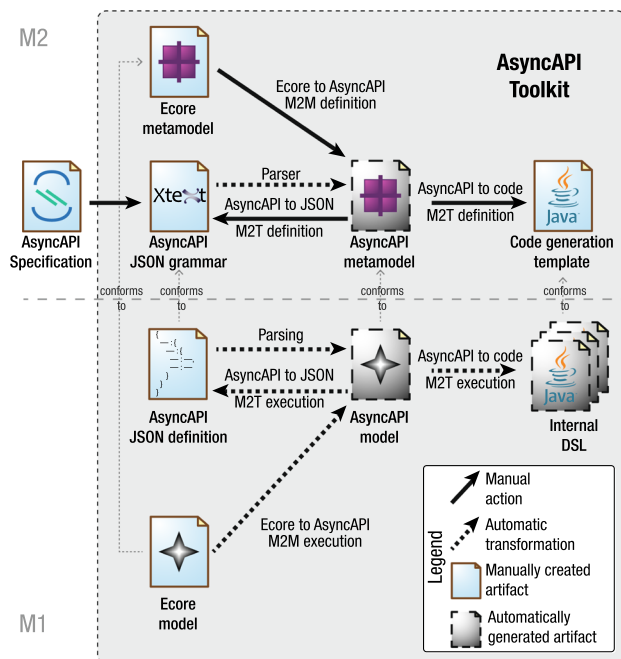 M2
AsyncAPI
Toolkit
Ecore
metamodel
Ecore to AsyncAPI
M2M definition
AsyncAPI
Specification
Xtext
AsyncAPI
JSON grammar
Parser
AsyncAPI to JSON
M2T definition
AsyncAPI
metamodel
AsyncAPI to code
M2T definition
Java
Code generation
template
conforms
to
conforms
to
conforms
to
conforms
to
{
— : {
— : {
— : —
}
}
}
AsyncAPI
JSON definition
Parsing
AsyncAPI to JSON
M2T execution
AsyncAPI
model
AsyncAPI to code
M2T execution
Java
Internal
DSL
Ecore to AsyncAPI
M2M execution
Ecore
model
M1
Legend
Manual
action
Automatic
transformation
Manually created
artifact
Automatically
generated artifact